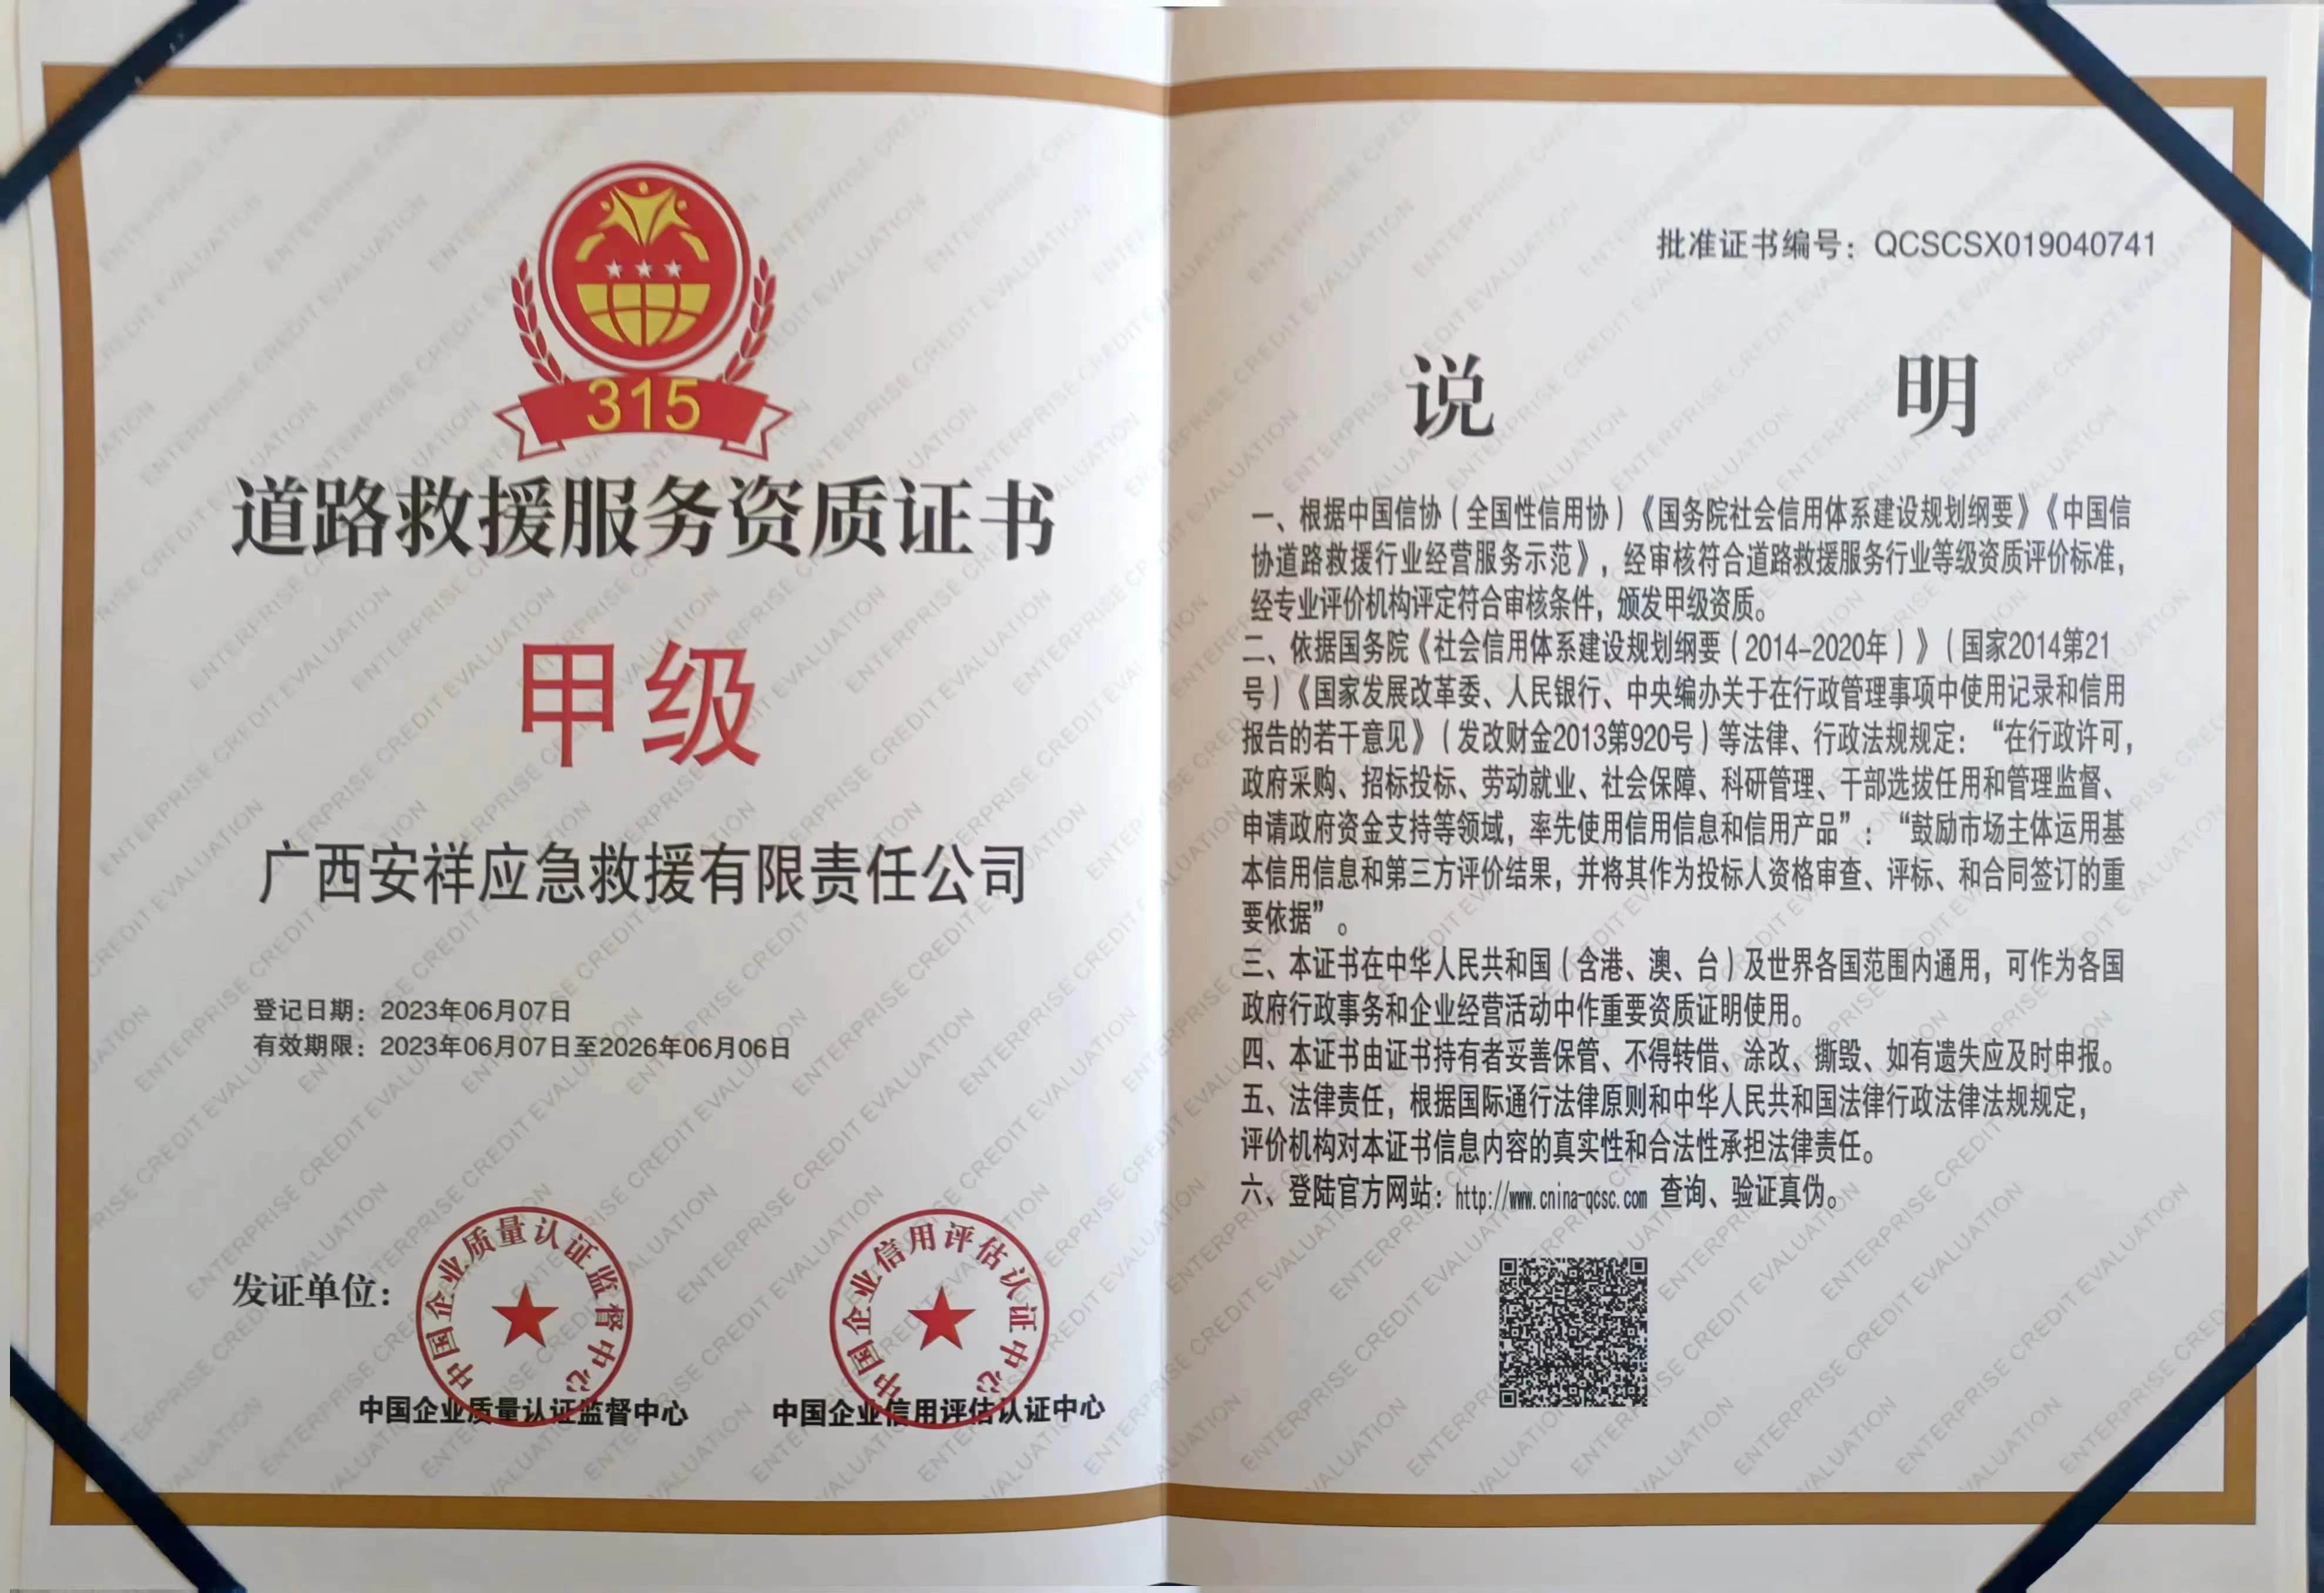 315
道路救援服务资质证书
甲级
广西安祥应急救援有限责任公司
登记日期：2023年06月07日
有效期限：2023年06月07日至2026年06月06日
发证单位：
中国企业质量认证监督中心
中国企业质量认证监督中心
中国企业信用评估认证中心
中国企业信用评估认证中心
批准证书编号：QCSCSX019040741
说 明
一、根据中国信协（全国性信用协）《国务院社会信用体系建设规划纲要》《中国信
协道路救援行业经营服务示范》，经审核符合道路救援服务行业等级资质评价标准，
经专业评价机构评定符合审核条件，颁发甲级资质。
二、依据国务院《社会信用体系建设规划纲要（2014-2020年）》（国家2014第21
号）《国家发展改革委、人民银行、中央编办关于在行政管理事项中使用记录和信用
报告的若干意见》（发改财金2013第920号）等法律、行政法规规定：“在行政许可，
政府采购、招标投标、劳动就业、社会保障、科研管理、干部选拔任用和管理监督、
申请政府资金支持等领域，率先使用信用信息和信用产品”：“鼓励市场主体运用基
本信用信息和第三方评价结果，并将其作为投标人资格审查、评标、和合同签订的重
要依据”。
三、本证书在中华人民共和国（含港、澳、台）及世界各国范围内通用，可作为各国
政府行政事务和企业经营活动中作重要资质证明使用。
四、本证书由证书持有者妥善保管、不得转借、涂改、撕毁、如有遗失应及时申报。
五、法律责任，根据国际通行法律原则和中华人民共和国法律行政法律法规规定，
评价机构对本证书信息内容的真实性和合法性承担法律责任。
六、登陆官方网站：http://www.cnina-qcsc.com 查询、验证真伪。
ENTERPRISE CREDIT EVALUATION